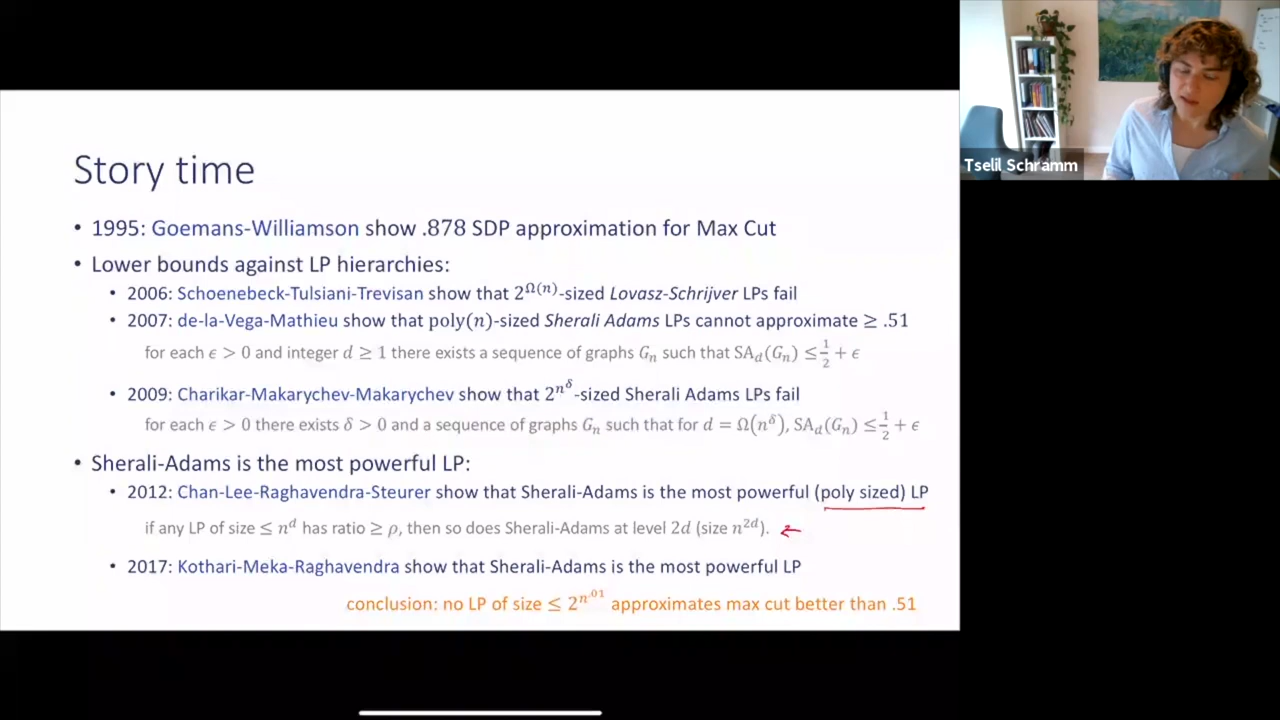 Story time
• 1995: Goemans-Williamson show .878 SDP approximation for Max Cut
• Lower bounds against LP hierarchies:
• 2006: Schoenebeck-Tulsiani-Trevisan show that 2^{Ω(n)}-sized Lovasz-Schrijver LPs fail
• 2007: de-la-Vega-Mathieu show that poly(n)-sized Sherali Adams LPs cannot approximate ≥ .51
for each ϵ > 0 and integer d ≥ 1 there exists a sequence of graphs G_n such that SA_d(G_n) ≤ 1/2 + ϵ
• 2009: Charikar-Makarychev-Makarychev show that 2^{n^δ}-sized Sherali Adams LPs fail
for each ϵ > 0 there exists δ > 0 and a sequence of graphs G_n such that for d = Ω(n^δ), SA_d(G_n) ≤ 1/2 + ϵ
• Sherali-Adams is the most powerful LP:
• 2012: Chan-Lee-Raghavendra-Steurer show that Sherali-Adams is the most powerful (poly sized) LP
if any LP of size ≤ n^d has ratio ≥ ρ, then so does Sherali-Adams at level 2d (size n^{2d}). ←
• 2017: Kothari-Meka-Raghavendra show that Sherali-Adams is the most powerful LP
conclusion: no LP of size ≤ 2^{n^{.01}} approximates max cut better than .51
Tselil Schramm